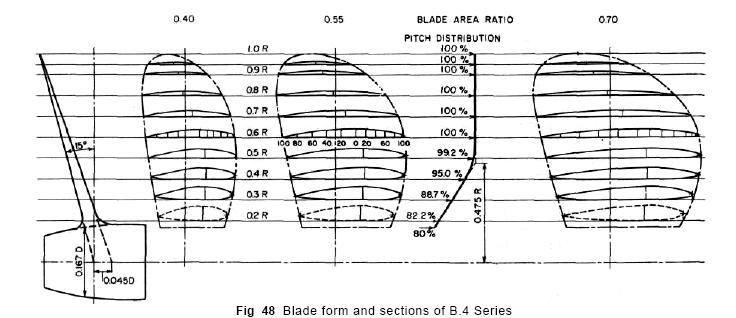 0.40 0.55 BLADE AREA RATIO 0.70
PITCH DISTRIBUTION
1.0 R 100 %
100 %
0.9 R 100 %
0.8 R 100 %
0.7 R 100 %
0.6 R 100 %
100 80 60 40 20 0 20 60 100
15°
0.5 R 99.2 %
0.4 R 95.0 %
0.3 R 88.7 %
0.2 R 82.2 %
80 %
0.475 R
0.167 D
0.045D
Fig 48 Blade form and sections of B.4 Series